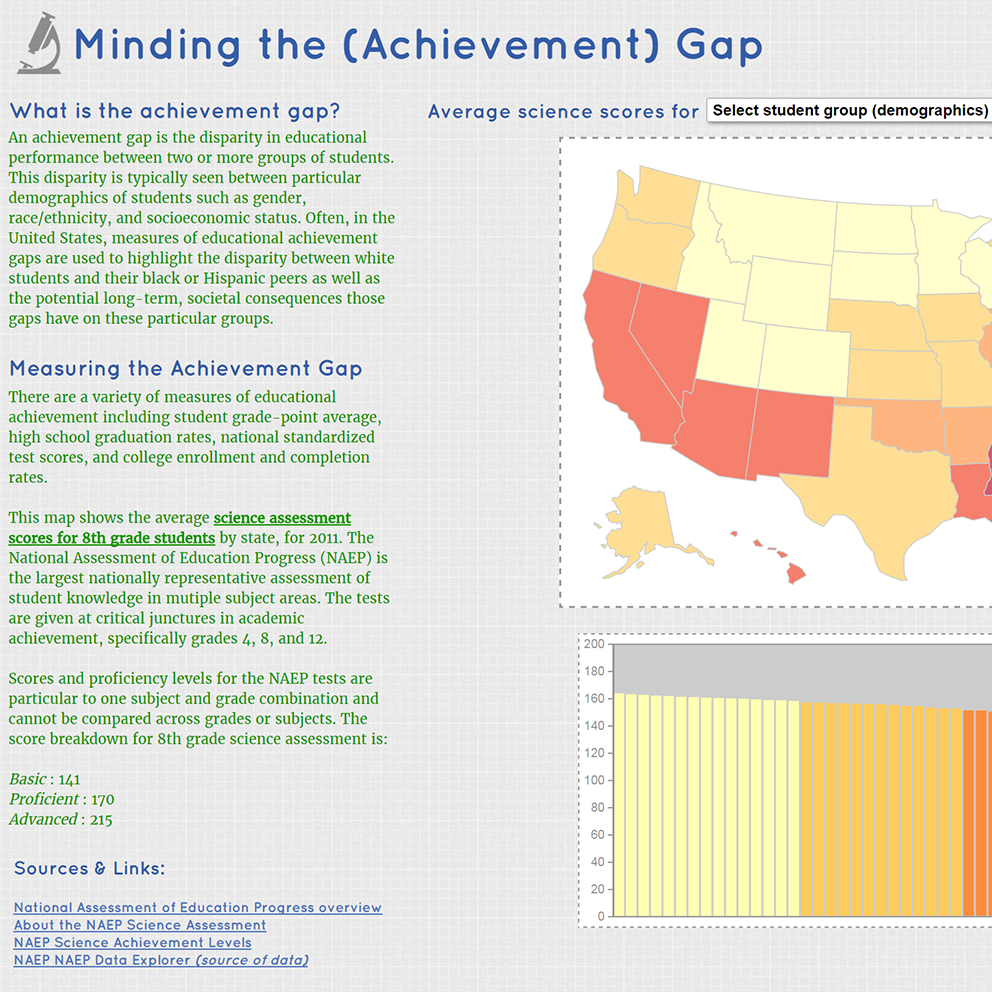 Minding the (Achievement) Gap
What is the achievement gap?
An achievement gap is the disparity in educational
performance between two or more groups of students.
This disparity is typically seen between particular
demographics of students such as gender,
race/ethnicity, and socioeconomic status. Often, in the
United States, measures of educational achievement
gaps are used to highlight the disparity between white
students and their black or Hispanic peers as well as
the potential long-term, societal consequences those
gaps have on these particular groups.
Measuring the Achievement Gap
There are a variety of measures of educational
achievement including student grade-point average,
high school graduation rates, national standardized
test scores, and college enrollment and completion
rates.
This map shows the average science assessment
scores for 8th grade students by state, for 2011. The
National Assessment of Education Progress (NAEP) is
the largest nationally representative assessment of
student knowledge in mutiple subject areas. The tests
are given at critical junctures in academic
achievement, specifically grades 4, 8, and 12.
Scores and proficiency levels for the NAEP tests are
particular to one subject and grade combination and
cannot be compared across grades or subjects. The
score breakdown for 8th grade science assessment is:
Basic : 141
Proficient : 170
Advanced : 215
Sources & Links:
National Assessment of Education Progress overview
About the NAEP Science Assessment
NAEP Science Achievement Levels
NAEP NAEP Data Explorer (source of data)
Average science scores for Select student group (demographics)
200
180
160
140
120
100
80
60
40
20
0